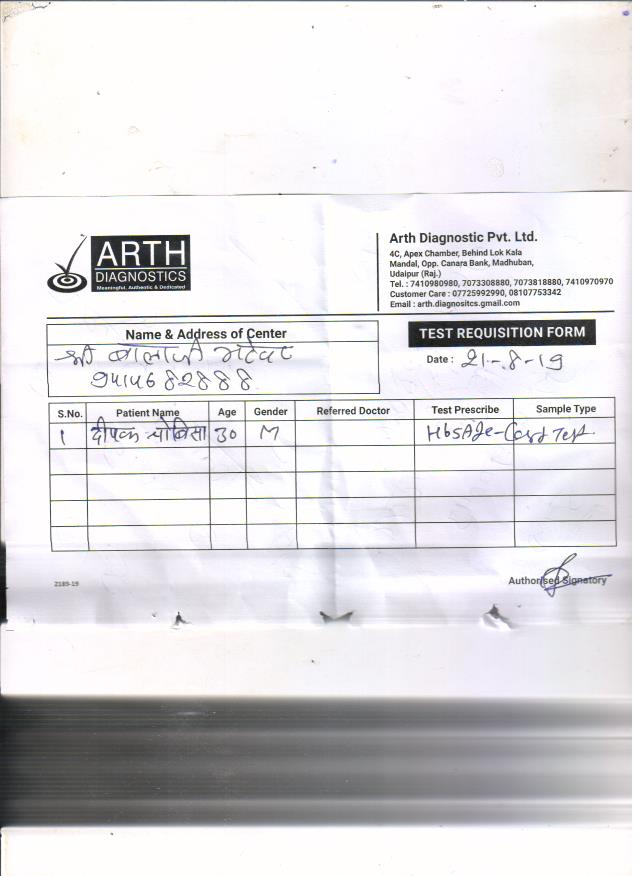 ARTH
DIAGNOSTICS
Meaningful, Authentic & Dedicated
Arth Diagnostic Pvt. Ltd.
4C, Apex Chamber, Behind Lok Kala
Mandal, Opp. Canara Bank, Madhuban,
Udaipur (Raj.)
Tel. : 7410980980, 7073308880, 7073818880, 7410970970
Customer Care : 07725992990, 08107753342
Email : arth.diagnositcs.gmail.com
Name & Address of Center
श्री बालाजी
9414682888
TEST REQUISITION FORM
Date : 21-8-19
S.No. Patient Name Age Gender Referred Doctor Test Prescribe Sample Type
1 दीपक चोबिसा 30 M HbsAge-Card Test.
2189-19
Authorised Signatory